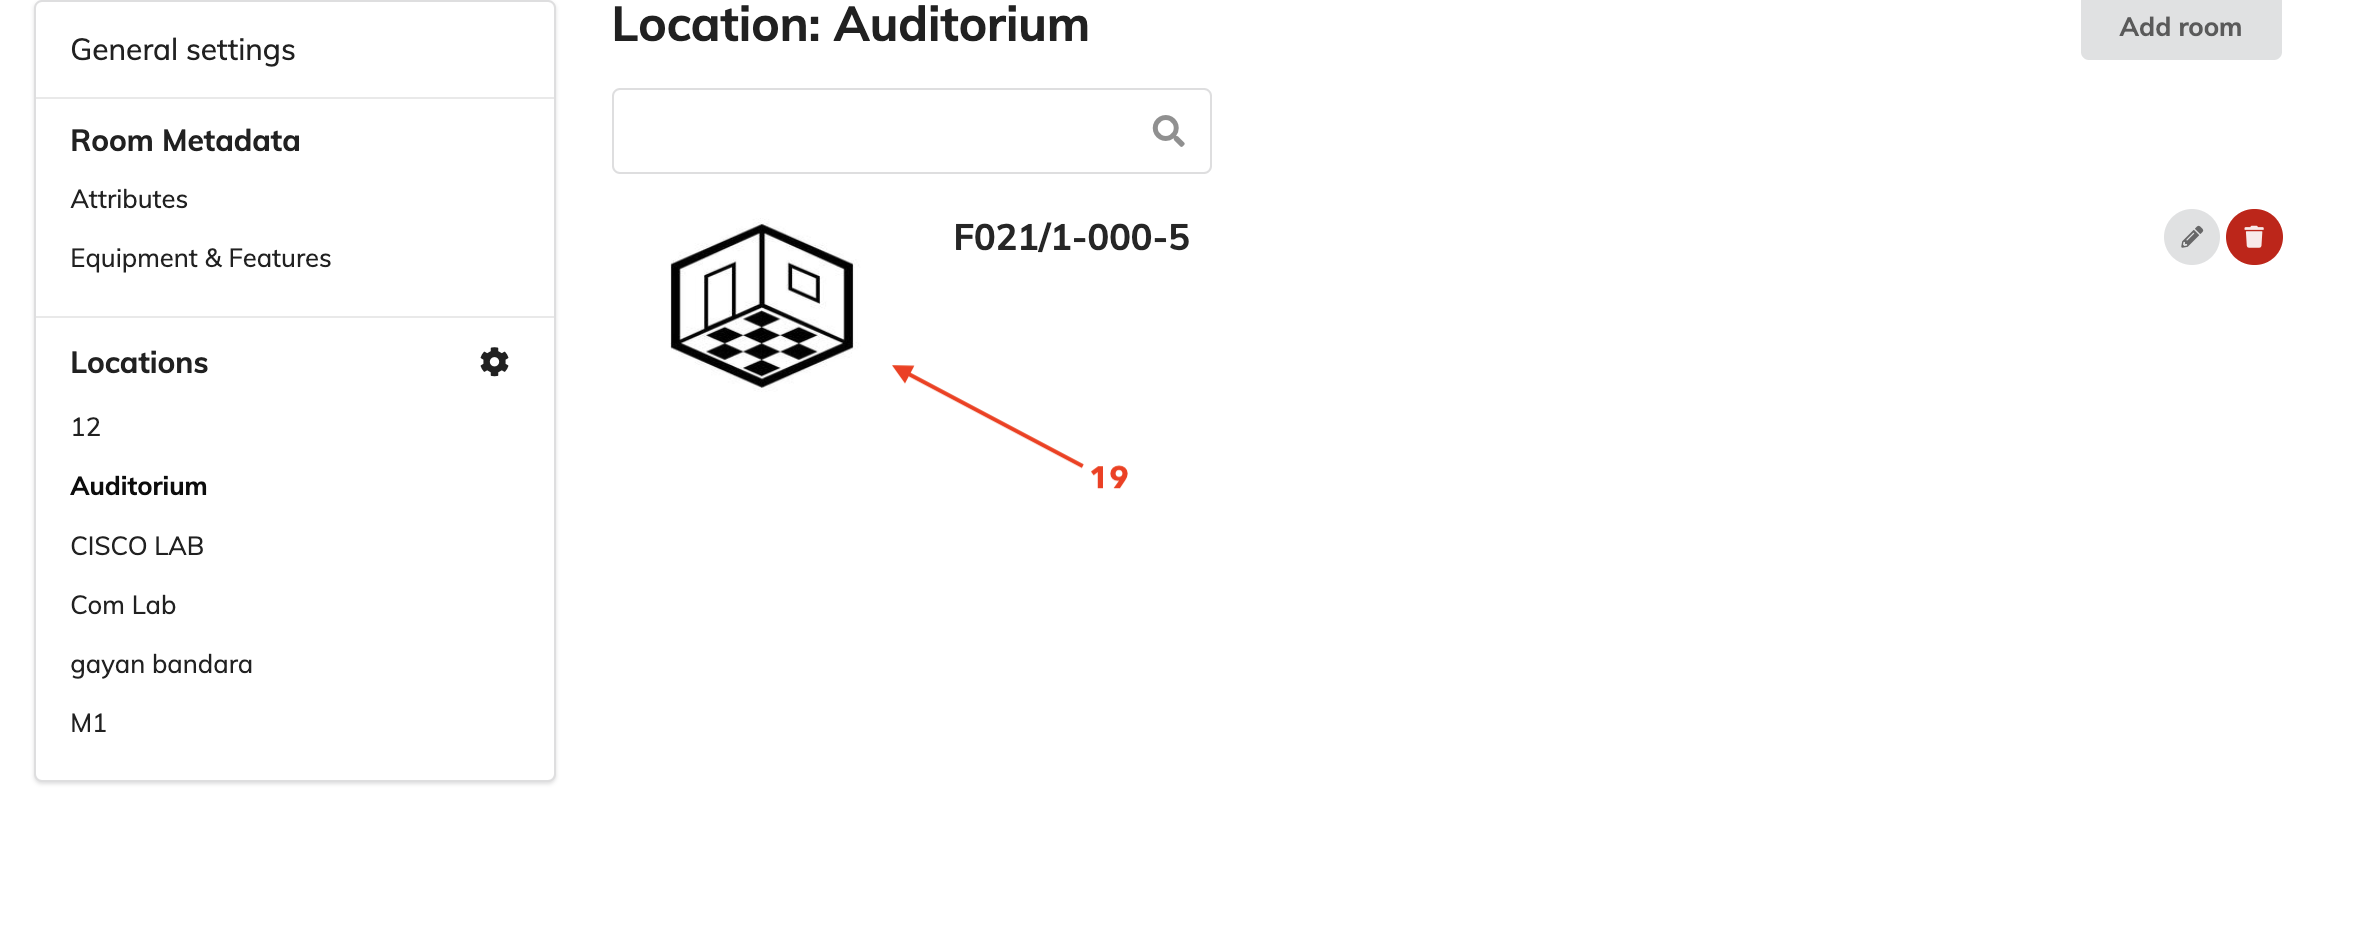 General settings
Room Metadata
Attributes
Equipment & Features
Locations
12
Auditorium
CISCO LAB
Com Lab
gayan bandara
M1
Location: Auditorium
Add room
F021/1-000-5
19